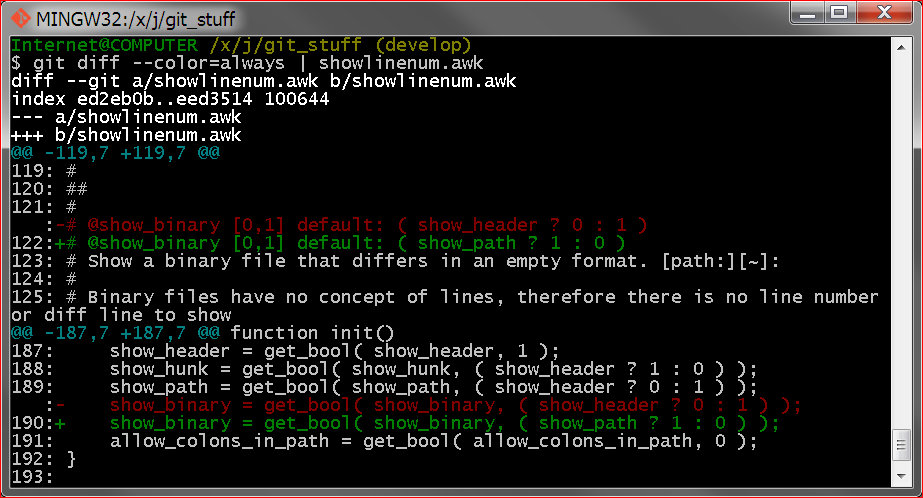 MINGW32:/x/j/git_stuff
Internet@COMPUTER /x/j/git_stuff (develop)
$ git diff --color=always | showlinenum.awk
diff --git a/showlinenum.awk b/showlinenum.awk
index ed2eb0b..eed3514 100644
--- a/showlinenum.awk
+++ b/showlinenum.awk
@@ -119,7 +119,7 @@
119: #
120: ##
121: #
   :-# @show_binary [0,1] default: ( show_header ? 0 : 1 )
122:+# @show_binary [0,1] default: ( show_path ? 1 : 0 )
123: # Show a binary file that differs in an empty format. [path:][~]:
124: #
125: # Binary files have no concept of lines, therefore there is no line number
or diff line to show
@@ -187,7 +187,7 @@ function init()
187:     show_header = get_bool( show_header, 1 );
188:     show_hunk = get_bool( show_hunk, ( show_header ? 1 : 0 ) );
189:     show_path = get_bool( show_path, ( show_header ? 0 : 1 ) );
   :-    show_binary = get_bool( show_binary, ( show_header ? 0 : 1 ) );
190:+    show_binary = get_bool( show_binary, ( show_path ? 1 : 0 ) );
191:     allow_colons_in_path = get_bool( allow_colons_in_path, 0 );
192: }
193: